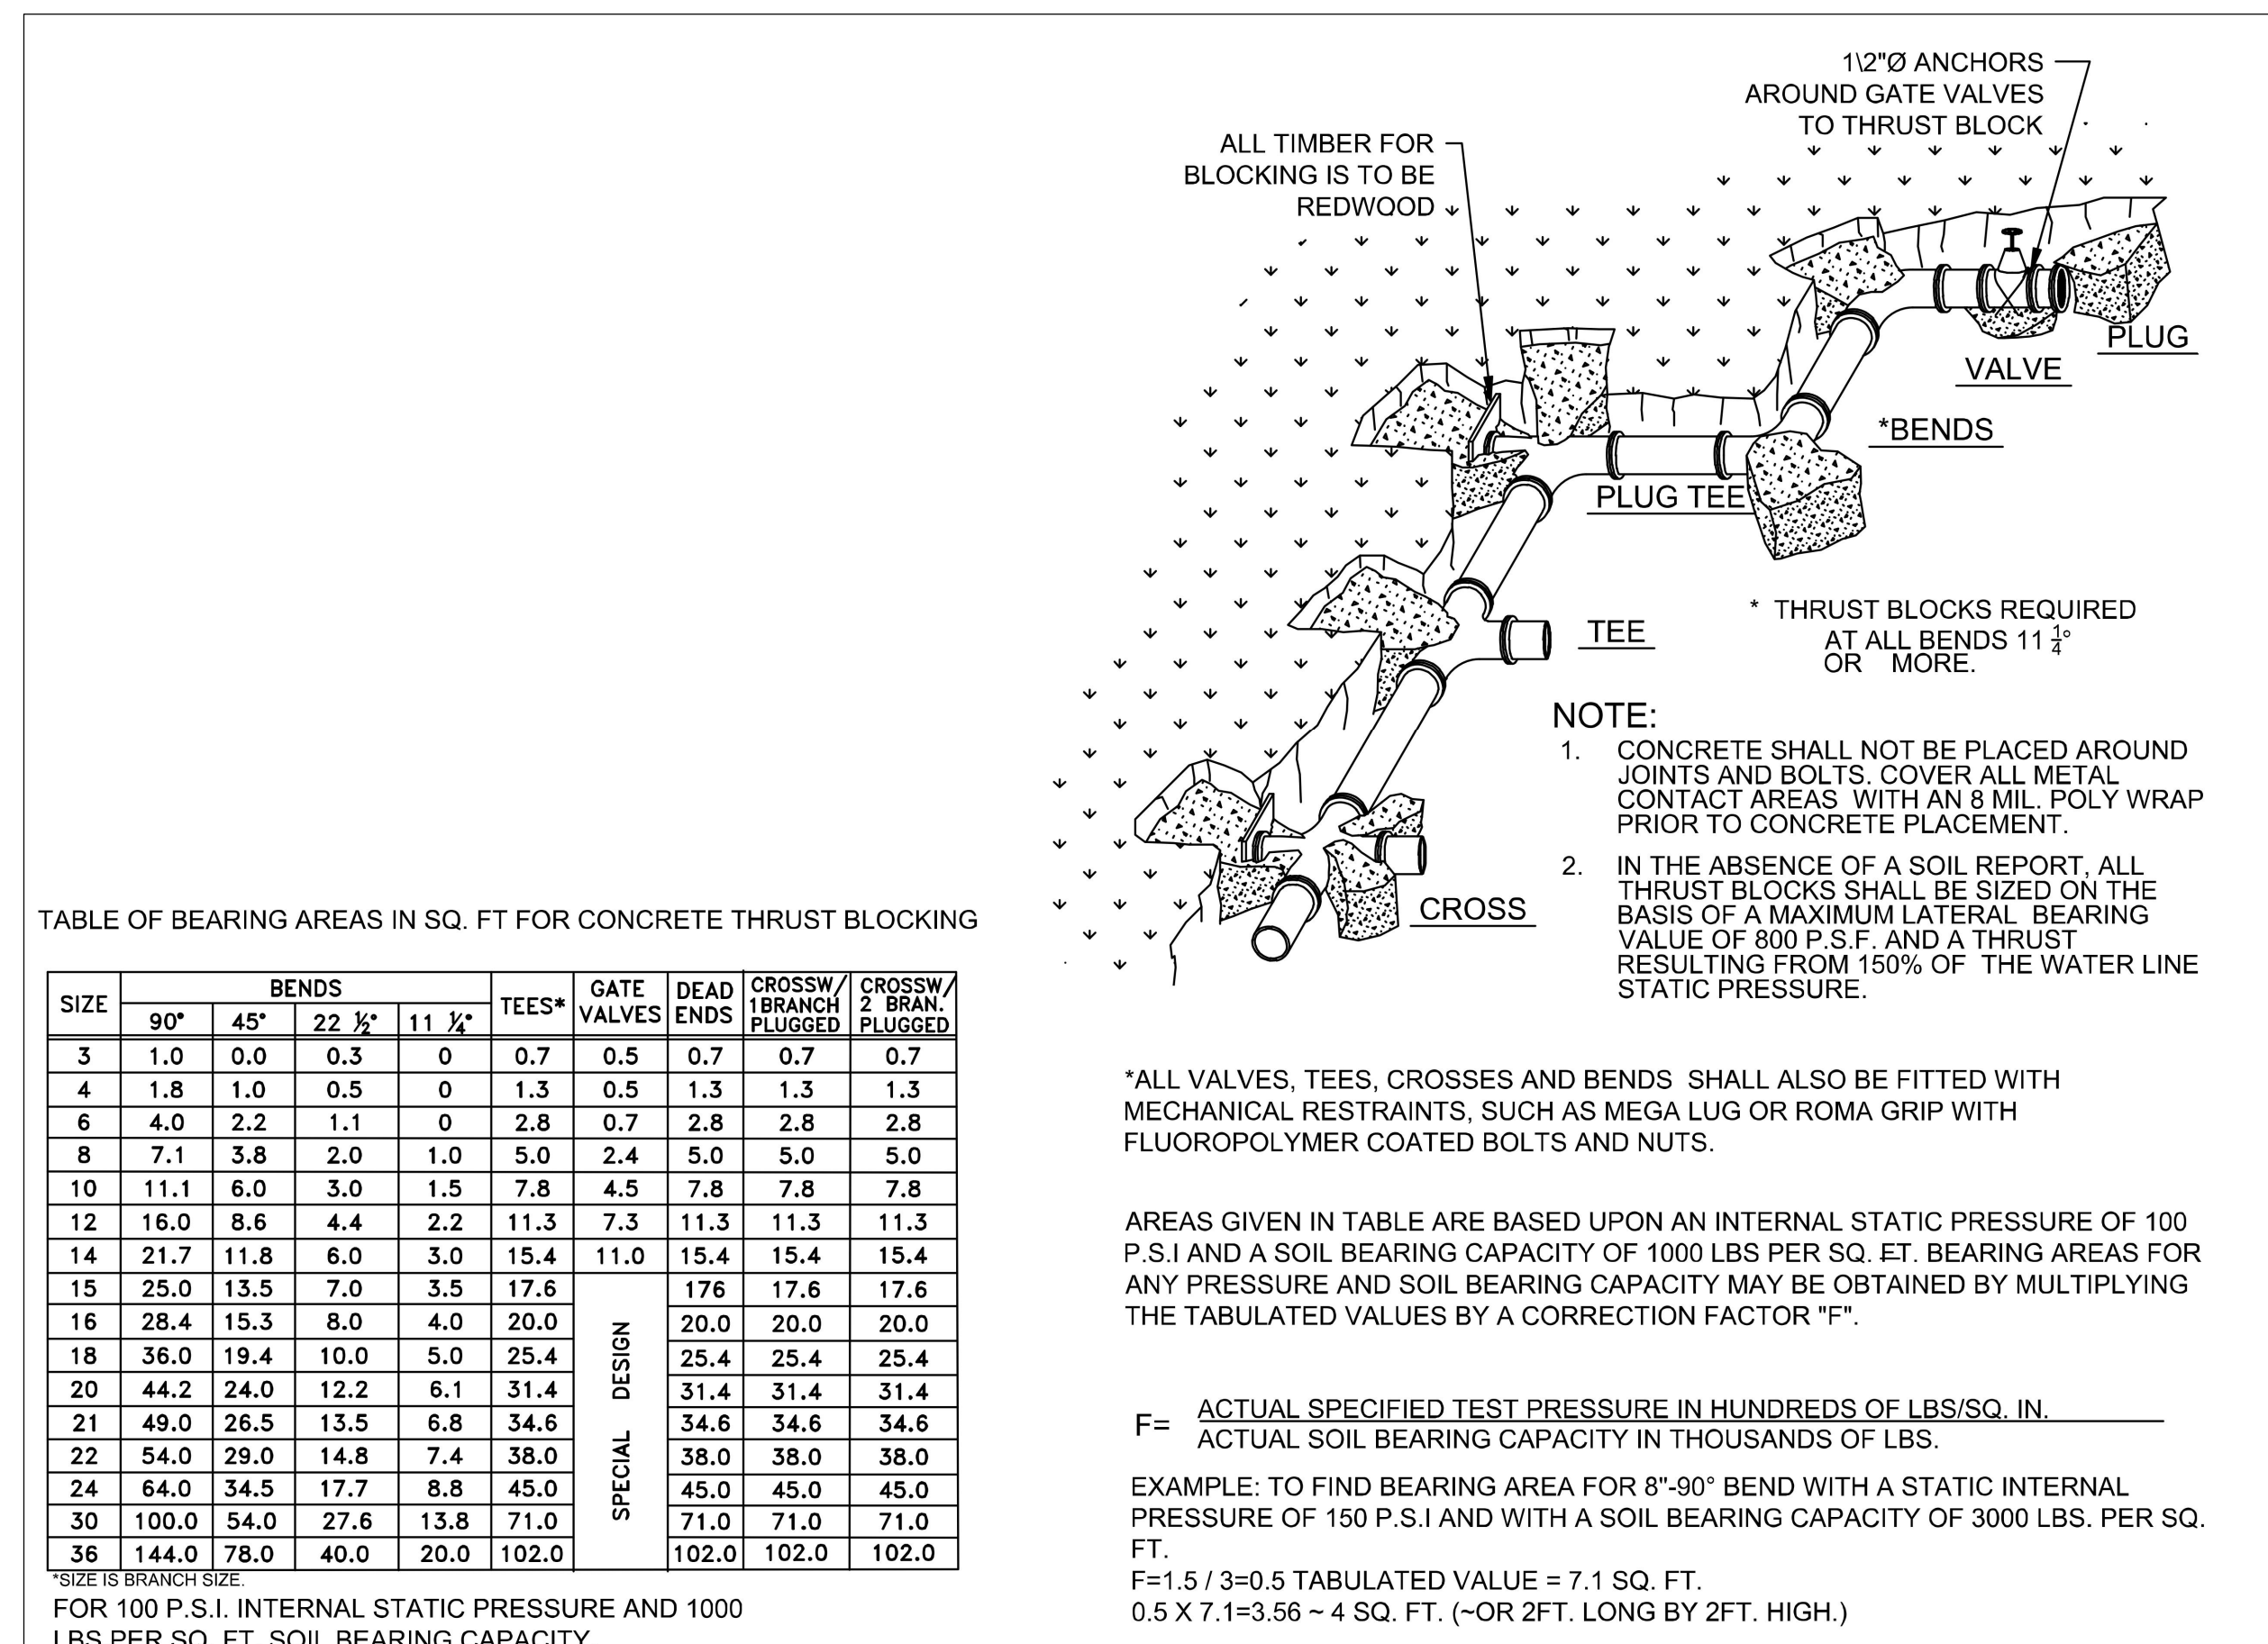 1\2"Ø ANCHORS
AROUND GATE VALVES
TO THRUST BLOCK
ALL TIMBER FOR
BLOCKING IS TO BE
REDWOOD
PLUG
VALVE
*BENDS
PLUG TEE
TEE
* THRUST BLOCKS REQUIRED
AT ALL BENDS 11 1/4°
OR MORE.
CROSS
NOTE:
1. CONCRETE SHALL NOT BE PLACED AROUND
JOINTS AND BOLTS. COVER ALL METAL
CONTACT AREAS WITH AN 8 MIL. POLY WRAP
PRIOR TO CONCRETE PLACEMENT.
2. IN THE ABSENCE OF A SOIL REPORT, ALL
THRUST BLOCKS SHALL BE SIZED ON THE
BASIS OF A MAXIMUM LATERAL BEARING
VALUE OF 800 P.S.F. AND A THRUST
RESULTING FROM 150% OF THE WATER LINE
STATIC PRESSURE.
TABLE OF BEARING AREAS IN SQ. FT FOR CONCRETE THRUST BLOCKING
SIZE BENDS TEES* GATE VALVES DEAD ENDS CROSSW/ 1BRANCH PLUGGED CROSSW/ 2 BRAN. PLUGGED
90° 45° 22 ½° 11 ¼°
3 1.0 0.0 0.3 0 0.7 0.5 0.7 0.7 0.7
4 1.8 1.0 0.5 0 1.3 0.5 1.3 1.3 1.3
6 4.0 2.2 1.1 0 2.8 0.7 2.8 2.8 2.8
8 7.1 3.8 2.0 1.0 5.0 2.4 5.0 5.0 5.0
10 11.1 6.0 3.0 1.5 7.8 4.5 7.8 7.8 7.8
12 16.0 8.6 4.4 2.2 11.3 7.3 11.3 11.3 11.3
14 21.7 11.8 6.0 3.0 15.4 11.0 15.4 15.4 15.4
15 25.0 13.5 7.0 3.5 17.6 176 17.6 17.6
16 28.4 15.3 8.0 4.0 20.0 20.0 20.0 20.0
18 36.0 19.4 10.0 5.0 25.4 25.4 25.4 25.4
20 44.2 24.0 12.2 6.1 31.4 31.4 31.4 31.4
21 49.0 26.5 13.5 6.8 34.6 34.6 34.6 34.6
22 54.0 29.0 14.8 7.4 38.0 38.0 38.0 38.0
24 64.0 34.5 17.7 8.8 45.0 45.0 45.0 45.0
30 100.0 54.0 27.6 13.8 71.0 71.0 71.0 71.0
36 144.0 78.0 40.0 20.0 102.0 102.0 102.0 102.0
SPECIAL DESIGN
*SIZE IS BRANCH SIZE.
FOR 100 P.S.I. INTERNAL STATIC PRESSURE AND 1000
LBS PER SQ. FT. SOIL BEARING CAPACITY
*ALL VALVES, TEES, CROSSES AND BENDS SHALL ALSO BE FITTED WITH
MECHANICAL RESTRAINTS, SUCH AS MEGA LUG OR ROMA GRIP WITH
FLUOROPOLYMER COATED BOLTS AND NUTS.
AREAS GIVEN IN TABLE ARE BASED UPON AN INTERNAL STATIC PRESSURE OF 100
P.S.I AND A SOIL BEARING CAPACITY OF 1000 LBS PER SQ. FT. BEARING AREAS FOR
ANY PRESSURE AND SOIL BEARING CAPACITY MAY BE OBTAINED BY MULTIPLYING
THE TABULATED VALUES BY A CORRECTION FACTOR "F".
F= ACTUAL SPECIFIED TEST PRESSURE IN HUNDREDS OF LBS/SQ. IN.
ACTUAL SOIL BEARING CAPACITY IN THOUSANDS OF LBS.
EXAMPLE: TO FIND BEARING AREA FOR 8"-90° BEND WITH A STATIC INTERNAL
PRESSURE OF 150 P.S.I AND WITH A SOIL BEARING CAPACITY OF 3000 LBS. PER SQ.
FT.
F=1.5 / 3=0.5 TABULATED VALUE = 7.1 SQ. FT.
0.5 X 7.1=3.56 ~ 4 SQ. FT. (~OR 2FT. LONG BY 2FT. HIGH.)